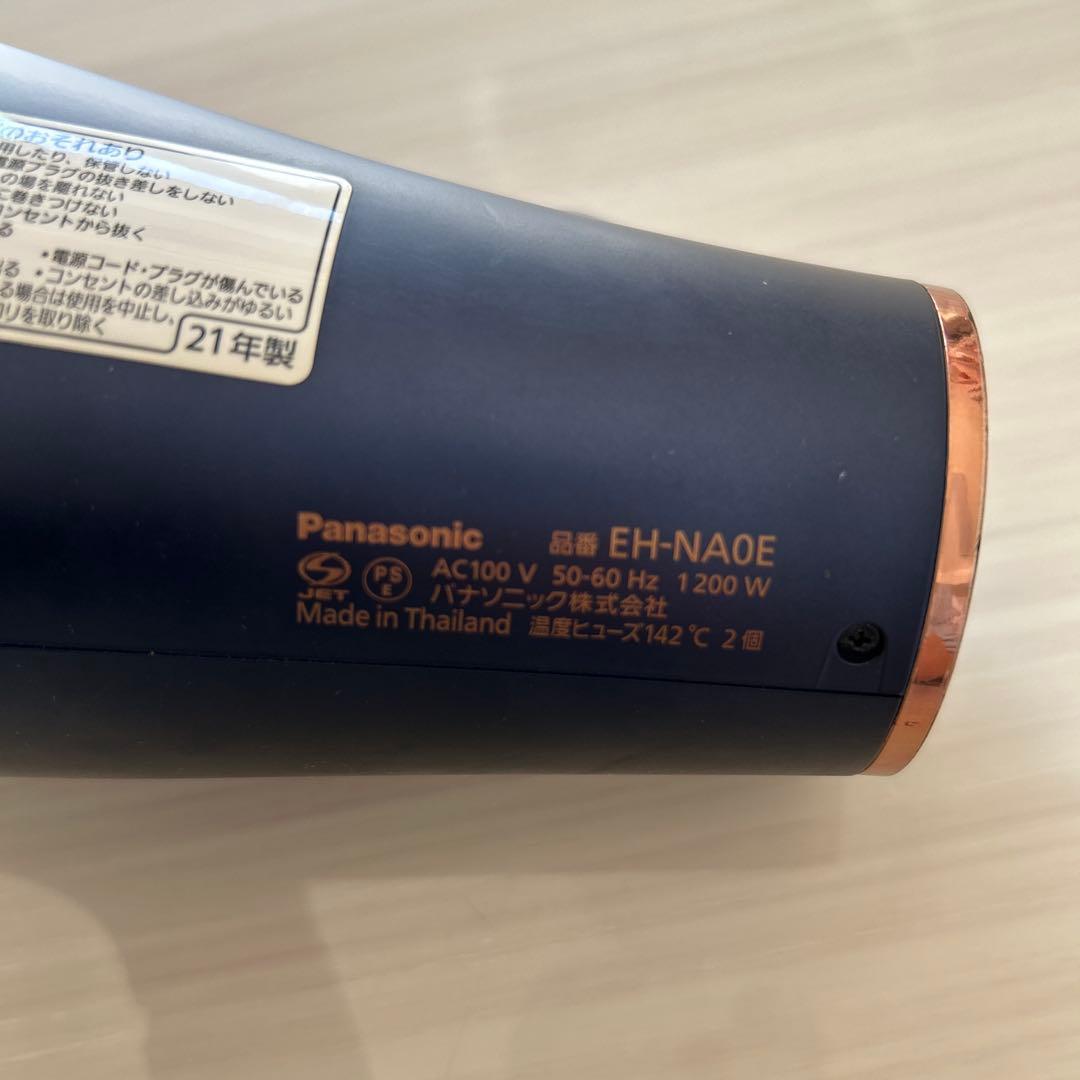 のおそれあり
用したり、保管しない
電源プラグの抜き差しをしない
の場を離れない
に巻きつけない
コンセントから抜く
る
•電源コード・プラグが傷んでいる
る •コンセントの差し込みがゆるい
る場合は使用を中止し、
コリを取り除く
21年製
Panasonic 品番 EH-NA0E
JET PS E AC100 V 50-60 Hz 1200 W
パナソニック株式会社
Made in Thailand 温度ヒューズ142℃ 2個